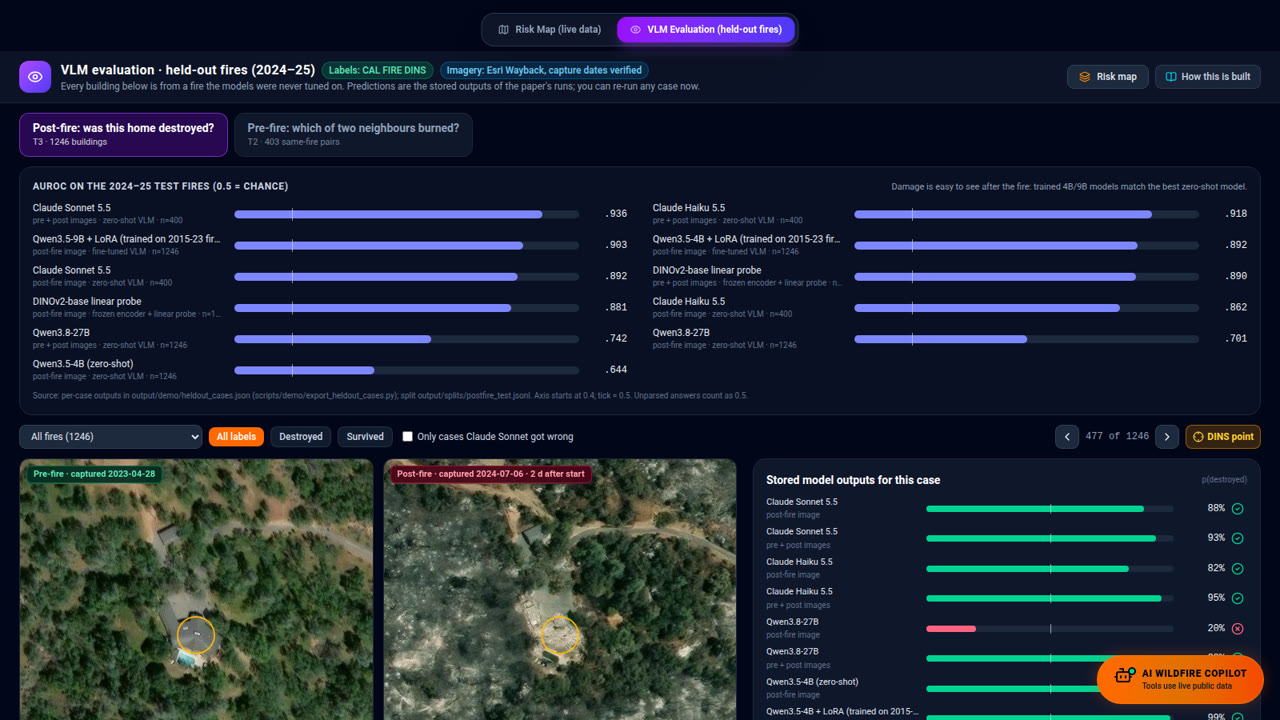 Risk Map (live data)
VLM Evaluation (held-out fires)
VLM evaluation · held-out fires (2024–25)
Labels: CAL FIRE DINS
Imagery: Esri Wayback, capture dates verified
Every building below is from a fire the models were never tuned on. Predictions are the stored outputs of the paper's runs; you can re-run any case now.
Risk map
How this is built
Post-fire: was this home destroyed?
T3 · 1246 buildings
Pre-fire: which of two neighbours burned?
T2 · 403 same-fire pairs
AUROC ON THE 2024–25 TEST FIRES (0.5 = CHANCE)
Damage is easy to see after the fire: trained 4B/9B models match the best zero-shot model.
Claude Sonnet 5.5
pre + post images · zero-shot VLM · n=400
.936
Claude Haiku 5.5
pre + post images · zero-shot VLM · n=400
.918
Qwen3.5-9B + LoRA (trained on 2015-23 fir...
post-fire image · fine-tuned VLM · n=1246
.903
Qwen3.5-4B + LoRA (trained on 2015-23 fir...
post-fire image · fine-tuned VLM · n=1246
.892
Claude Sonnet 5.5
post-fire image · zero-shot VLM · n=400
.892
DINOv2-base linear probe
pre + post images · frozen encoder + linear probe · n...
.890
DINOv2-base linear probe
post-fire image · frozen encoder + linear probe · n=1...
.881
Claude Haiku 5.5
post-fire image · zero-shot VLM · n=400
.862
Qwen3.8-27B
pre + post images · zero-shot VLM · n=1246
.742
Qwen3.8-27B
post-fire image · zero-shot VLM · n=1246
.701
Qwen3.5-4B (zero-shot)
post-fire image · zero-shot VLM · n=1246
.644
Source: per-case outputs in output/demo/heldout_cases.json (scripts/demo/export_heldout_cases.py); split output/splits/postfire_test.jsonl. Axis starts at 0.4; tick = 0.5. Unparsed answers count as 0.5.
All fires (1246)
All labels
Destroyed
Survived
Only cases Claude Sonnet got wrong
477 of 1246
DINS point
Pre-fire · captured 2023-04-28
Post-fire · captured 2024-07-06 · 2 d after start
Stored model outputs for this case
p(destroyed)
Claude Sonnet 5.5
post-fire image
88%
Claude Sonnet 5.5
pre + post images
93%
Claude Haiku 5.5
post-fire image
82%
Claude Haiku 5.5
pre + post images
95%
Qwen3.8-27B
post-fire image
20%
Qwen3.8-27B
pre + post images
Qwen3.5-4B (zero-shot)
post-fire image
Qwen3.5-4B + LoRA (trained on 2015-...
99%
AI WILDFIRE COPILOT
Tools use live public data